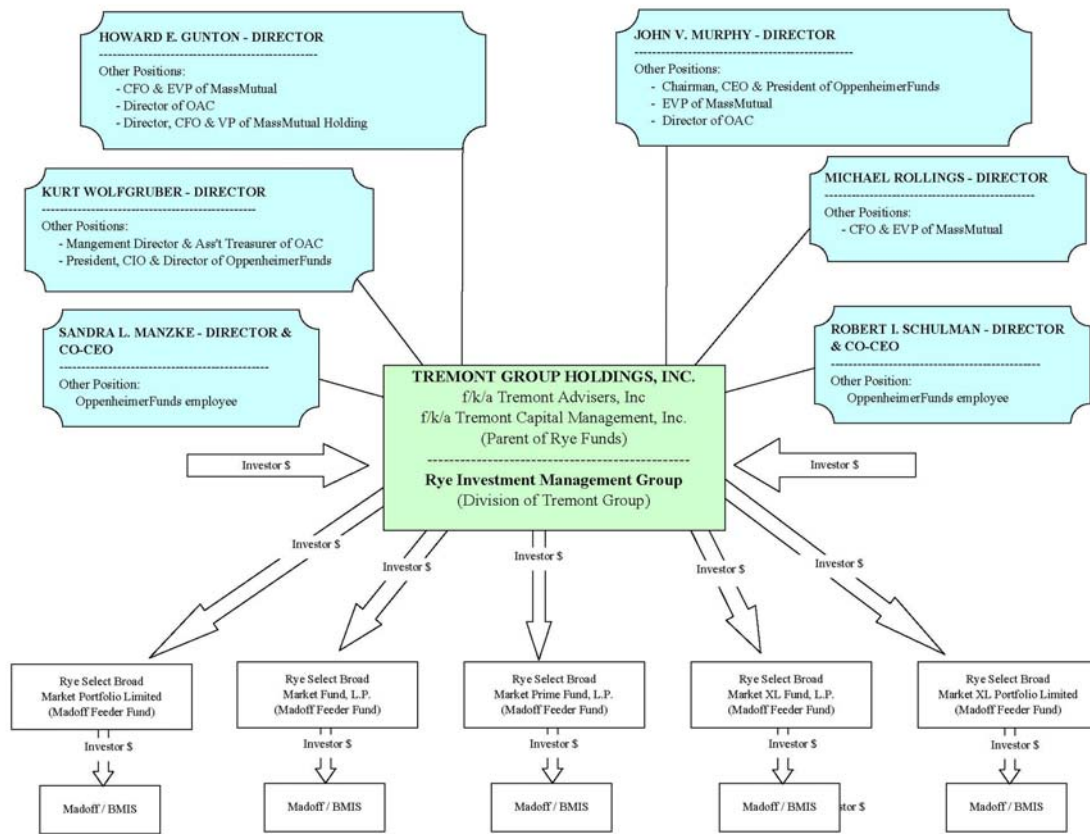 HOWARD E. GUNTON - DIRECTOR
Other Positions:
- CFO & EVP of MassMutual
- Director of OAC
- Director, CFO & VP of MassMutual Holding
JOHN V. MURPHY - DIRECTOR
Other Positions:
- Chairman, CEO & President of OppenheimerFunds
- EVP of MassMutual
- Director of OAC
KURT WOLFGRUBER - DIRECTOR
Other Positions:
- Mangement Director & Ass't Treasurer of OAC
- President, CIO & Director of OppenheimerFunds
MICHAEL ROLLINGS - DIRECTOR
Other Positions:
- CFO & EVP of MassMutual
SANDRA L. MANZKE - DIRECTOR &
CO-CEO
Other Position:
OppenheimerFunds employee
ROBERT I. SCHULMAN - DIRECTOR
& CO-CEO
Other Position:
OppenheimerFunds employee
TREMONT GROUP HOLDINGS, INC.
f/k/a Tremont Advisers, Inc
f/k/a Tremont Capital Management, Inc.
(Parent of Rye Funds)
Rye Investment Management Group
(Division of Tremont Group)
Investor $
Investor $
Investor $
Investor $
Investor $
Investor $
Investor $
Rye Select Broad
Market Portfolio Limited
(Madoff Feeder Fund)
Rye Select Broad
Market Fund, L.P.
(Madoff Feeder Fund)
Rye Select Broad
Market Prime Fund, L.P.
(Madoff Feeder Fund)
Rye Select Broad
Market XL Fund, L.P.
(Madoff Feeder Fund)
Rye Select Broad
Market XL Portfolio Limited
(Madoff Feeder Fund)
Investor $
Investor $
Investor $
Investor $
Investor $
Madoff / BMIS
Madoff / BMIS
Madoff / BMIS
Madoff / BMIS
stor $
Madoff / BMIS